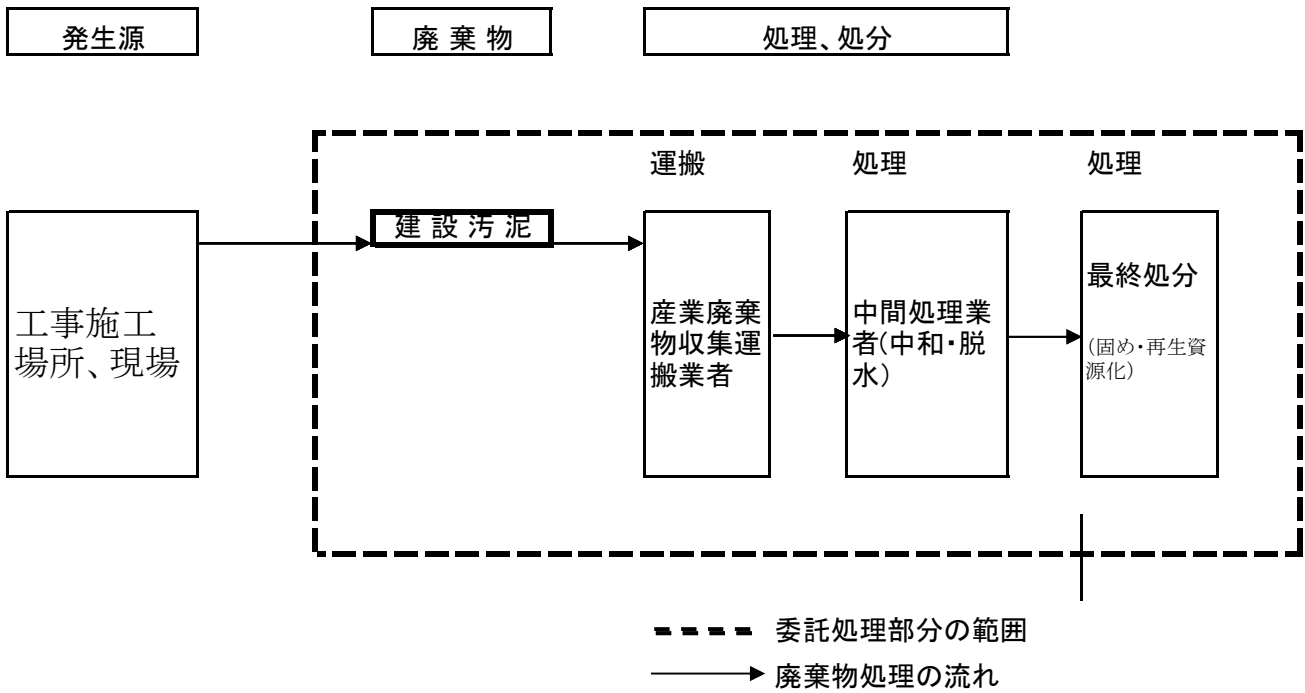 発生源
廃 棄 物
処理、処分
運搬
処理
処理
建 設 汚 泥
工事施工
場所、現場
産業廃棄
物収集運
搬業者
中間処理業
者(中和・脱
水)
最終処分
(固め・再生資
源化)
委託処理部分の範囲
廃棄物処理の流れ